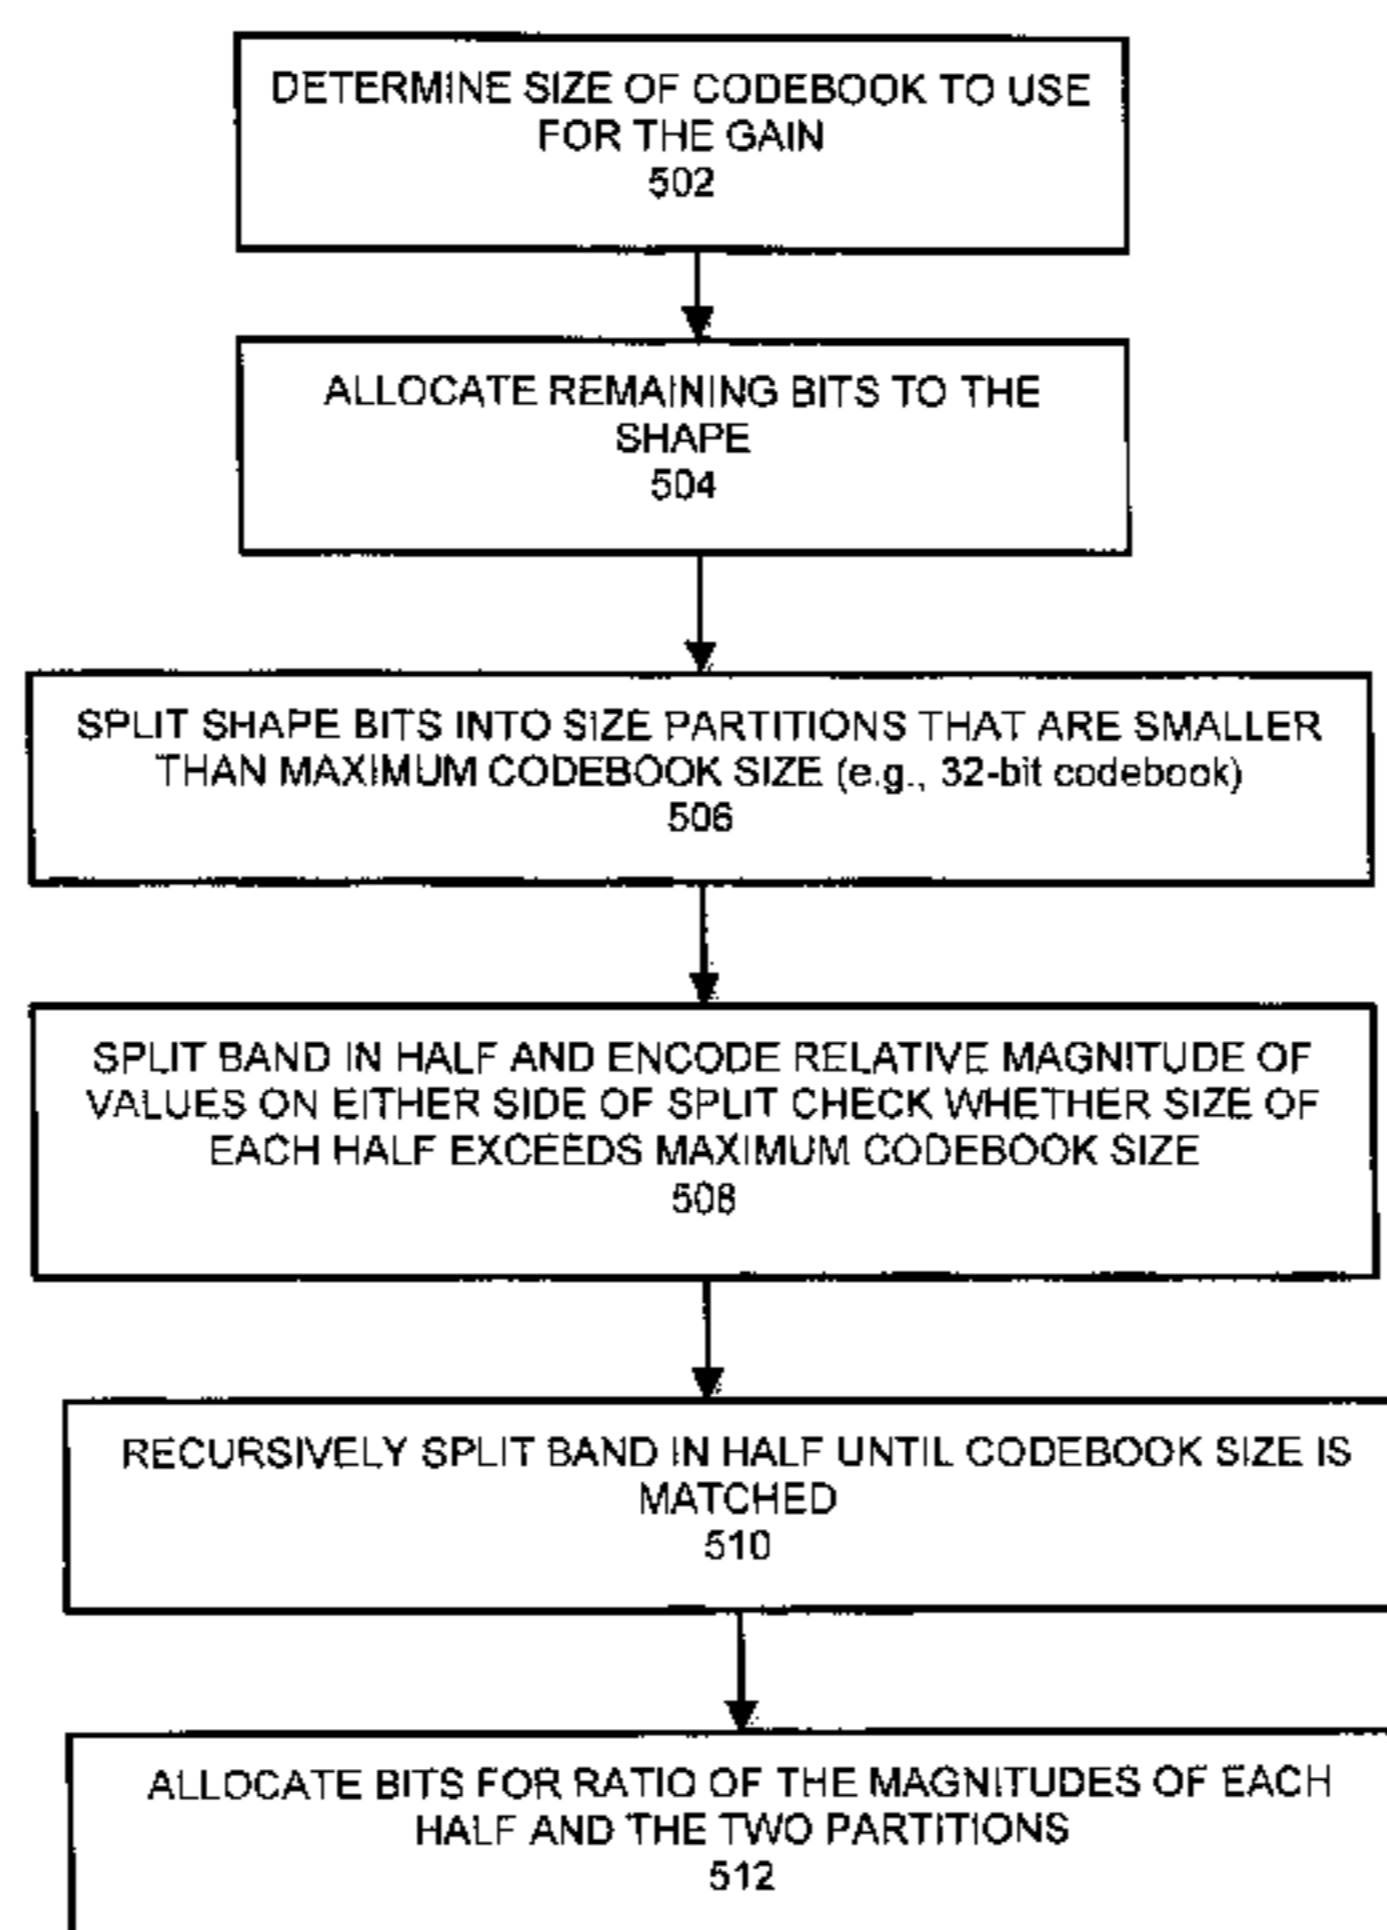 DETERMINE SIZE OF CODEBOOK TO USE
FOR THE GAIN
502
ALLOCATE REMAINING BITS TO THE
SHAPE
504
SPLIT SHAPE BITS INTO SIZE PARTITIONS THAT ARE SMALLER
THAN MAXIMUM CODEBOOK SIZE (e.g., 32-bit codebook)
506
SPLIT BAND IN HALF AND ENCODE RELATIVE MAGNITUDE OF
VALUES ON EITHER SIDE OF SPLIT CHECK WHETHER SIZE OF
EACH HALF EXCEEDS MAXIMUM CODEBOOK SIZE
508
RECURSIVELY SPLIT BAND IN HALF UNTIL CODEBOOK SIZE IS
MATCHED
510
ALLOCATE BITS FOR RATIO OF THE MAGNITUDES OF EACH
HALF AND THE TWO PARTITIONS
512